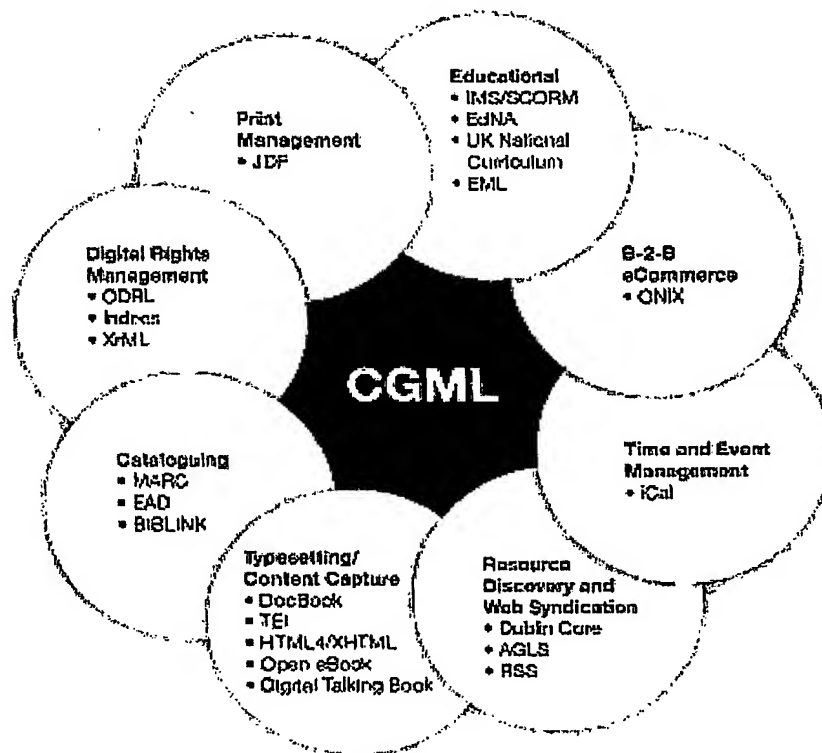 Educational
• IMS/SCORM
• EdNA
• UK National
Curriculum
• EML
Print
Management
• JDF
B-2-B
eCommerce
• ONIX
Digital Rights
Management
• ODRL
• Indecs
• XrML
CGML
Time and Event
Management
• iCal
Cataloguing
• MARC
• EAD
• BIBLINK
Typesetting/
Content Capture
• DocBook
• TEI
• HTML4/XHTML
• Open eBook
• Digital Talking Book
Resource
Discovery and
Web Syndication
• Dublin Core
• AGLS
• RSS